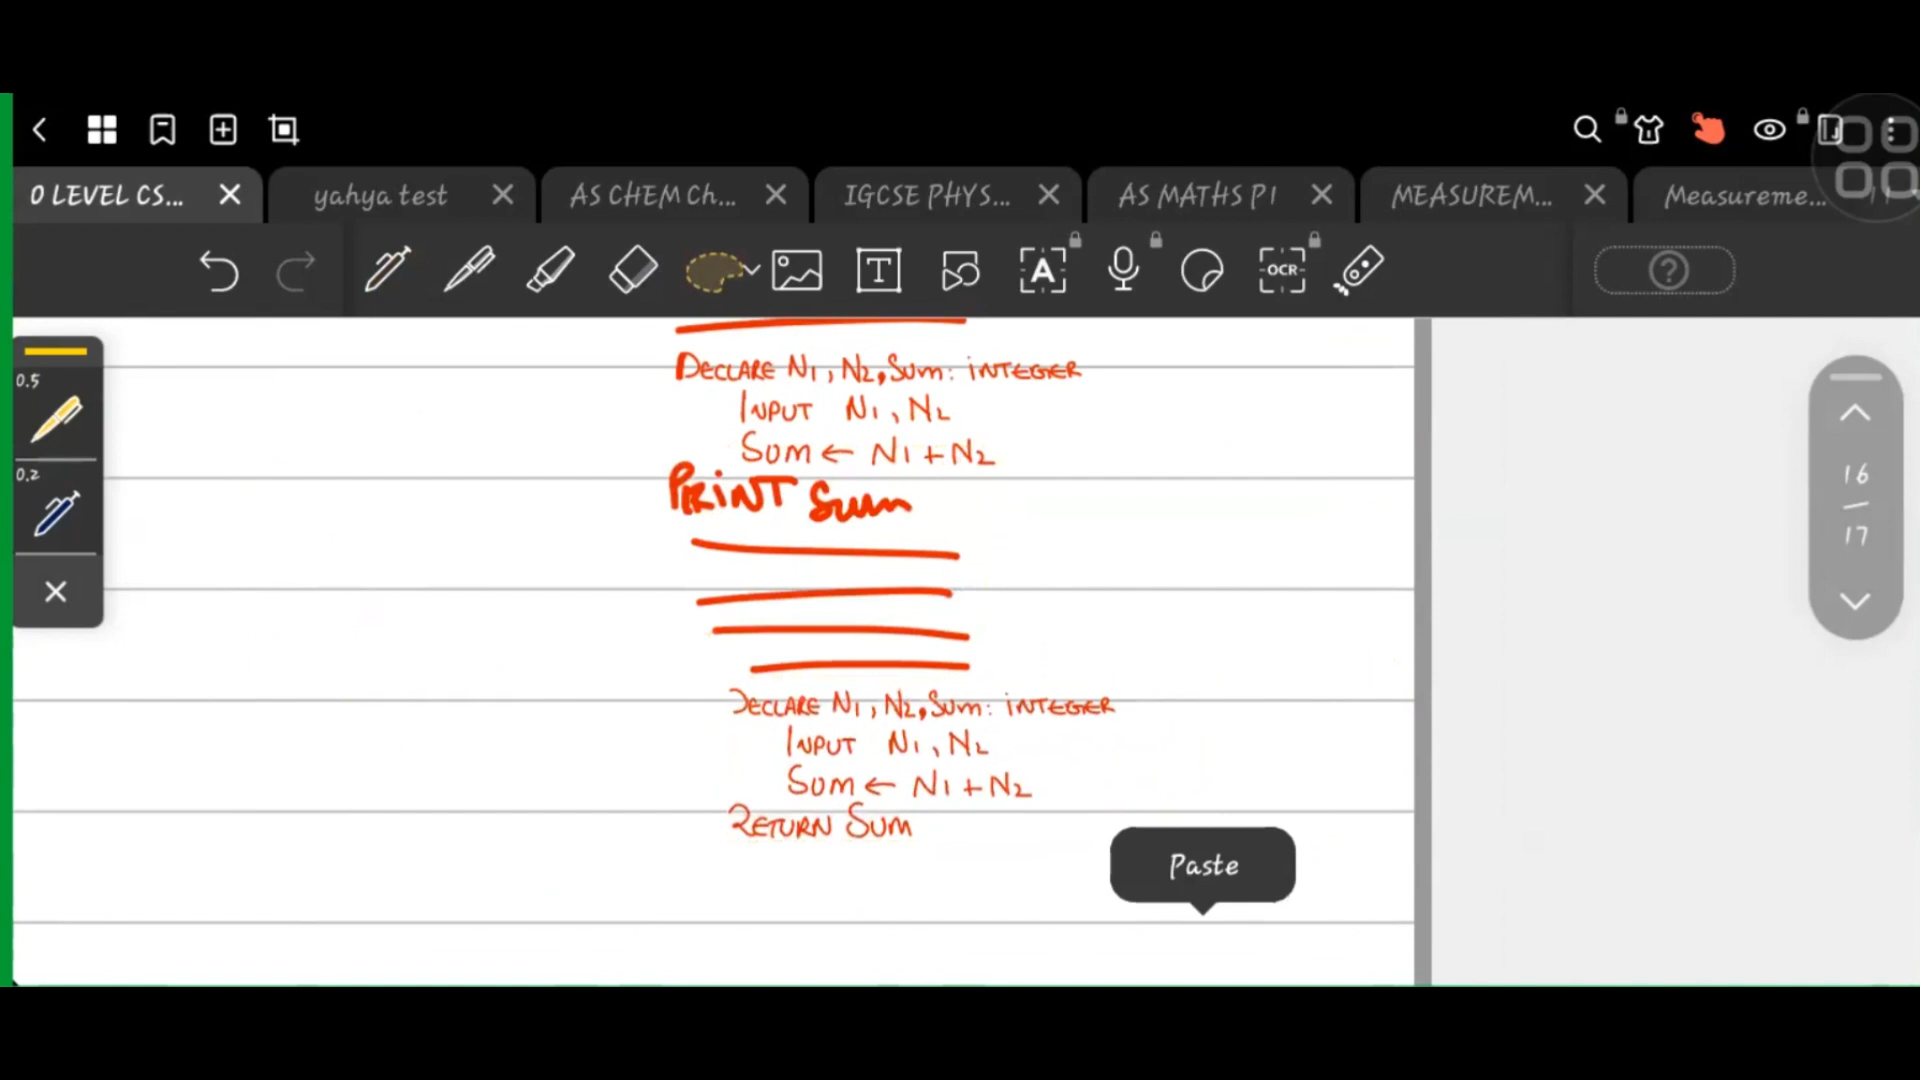 0 LEVEL CS...
yahya test
AS CHEM Ch...
IGCSE PHYS...
AS MATHS P1
MEASUREM...
Measureme...
T
A
OCR
?
0.5
0.2
16
17
DECLARE N1, N2, Sum: INTEGER
INPUT N1, N2
SUM ← N1 + N2
PRINT Sum
DECLARE N1, N2, Sum: INTEGER
INPUT N1, N2
SUM ← N1 + N2
RETURN SUM
Paste